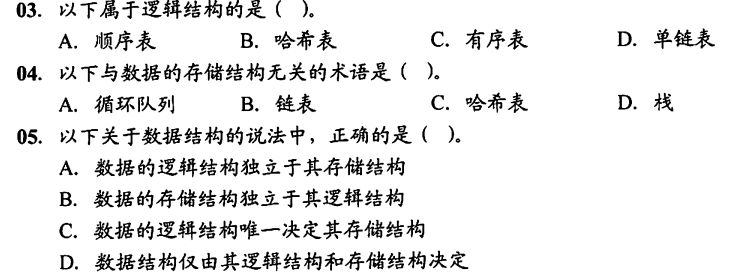 03. 以下属于逻辑结构的是（ ）。
A. 顺序表 B. 哈希表 C. 有序表 D. 单链表
04. 以下与数据的存储结构无关的术语是（ ）。
A. 循环队列 B. 链表 C. 哈希表 D. 栈
05. 以下关于数据结构的说法中，正确的是（ ）。
A. 数据的逻辑结构独立于其存储结构
B. 数据的存储结构独立于其逻辑结构
C. 数据的逻辑结构唯一决定其存储结构
D. 数据结构仅由其逻辑结构和存储结构决定